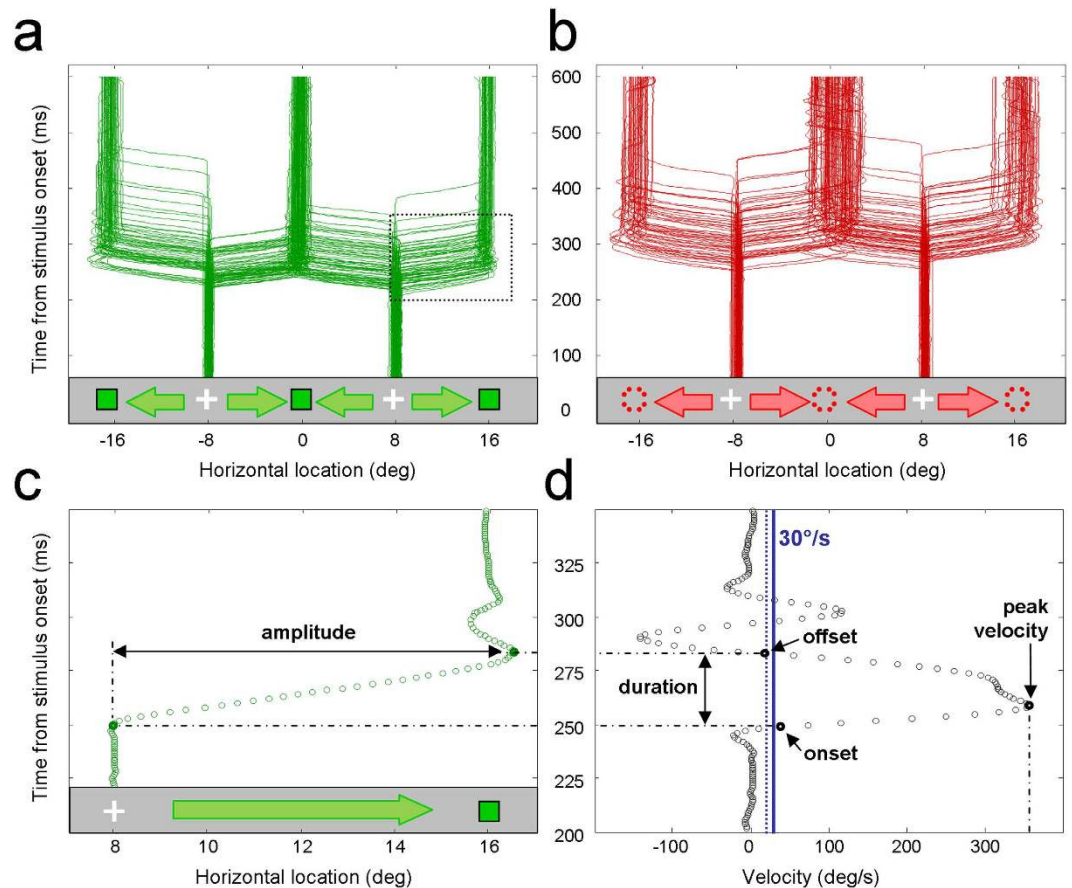 a
b
Time from stimulus onset (ms)
600
500
400
300
200
100
0
-16
-8
0
8
16
Horizontal location (deg)
-16
-8
0
8
16
Horizontal location (deg)
c
d
Time from stimulus onset (ms)
amplitude
8
10
12
14
16
Horizontal location (deg)
325
300
275
250
225
200
30°/s
offset
peak
velocity
duration
onset
-100
0
100
200
300
Velocity (deg/s)